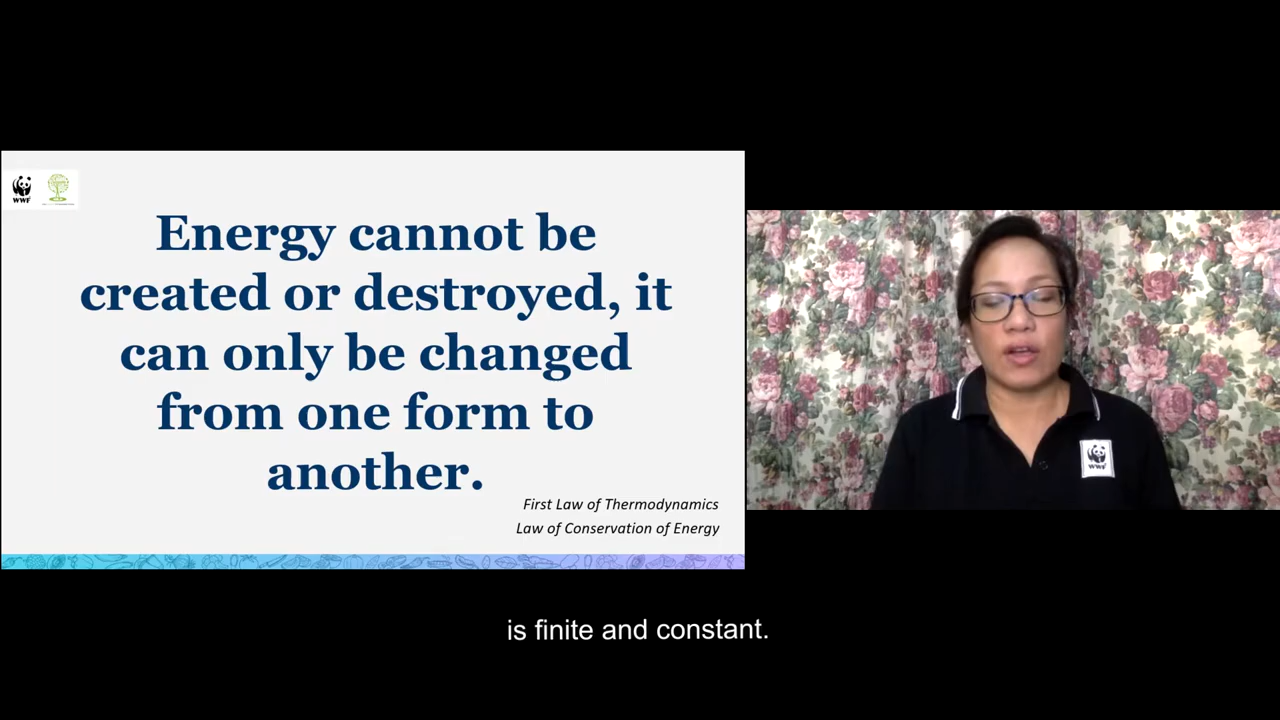 WWF
Energy cannot be
created or destroyed, it
can only be changed
from one form to
another.
First Law of Thermodynamics
Law of Conservation of Energy
WWF
is finite and constant.